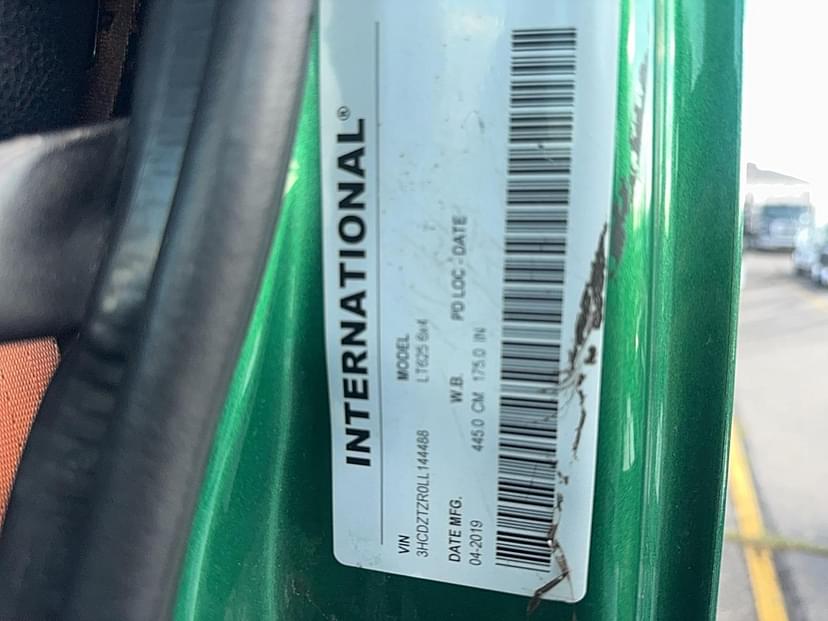 INTERNATIONAL®
VIN MODEL
3HCDZTZR0LL144488 LT625 6x4
DATE MFG. W.B. PD LOC - DATE
04-2019 445.0 CM 175.0 IN